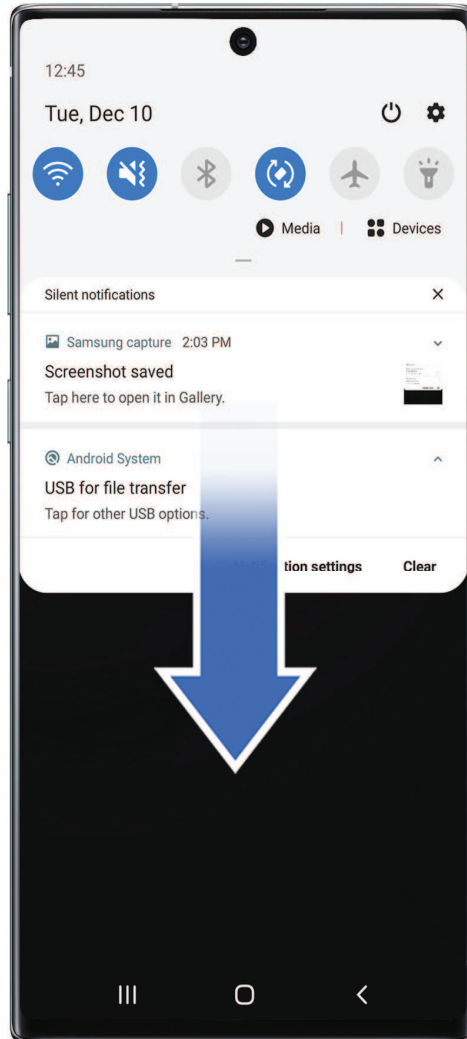 12:45
Tue, Dec 10
Media | Devices
Silent notifications
Samsung capture 2:03 PM
Screenshot saved
Tap here to open it in Gallery.
Android System
USB for file transfer
Tap for other USB options.
settings Clear